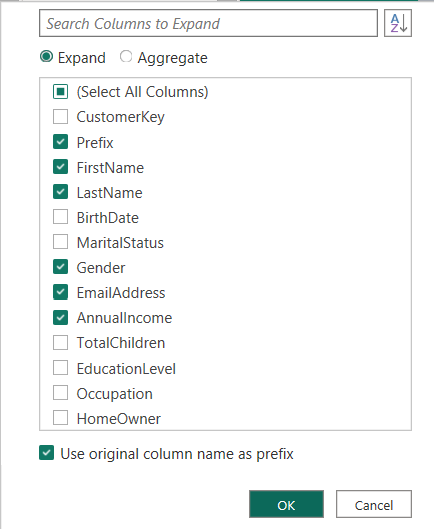 Search Columns to Expand
A
Z
Expand Aggregate
(Select All Columns)
CustomerKey
Prefix
FirstName
LastName
BirthDate
MaritalStatus
Gender
EmailAddress
AnnualIncome
TotalChildren
EducationLevel
Occupation
HomeOwner
Use original column name as prefix
OK Cancel